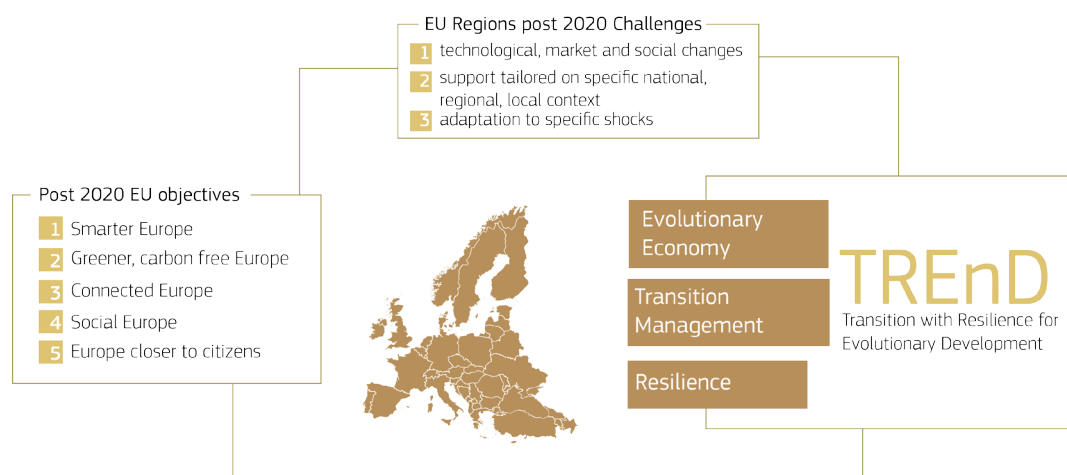 EU Regions post 2020 Challenges
1 technological, market and social changes
2 support tailored on specific national,
regional, local context
3 adaptation to specific shocks
Post 2020 EU objectives
1 Smarter Europe
2 Greener, carbon free Europe
3 Connected Europe
4 Social Europe
5 Europe closer to citizens
Evolutionary
Economy
Transition
Management
Resilience
TREnD
Transition with Resilience for
Evolutionary Development